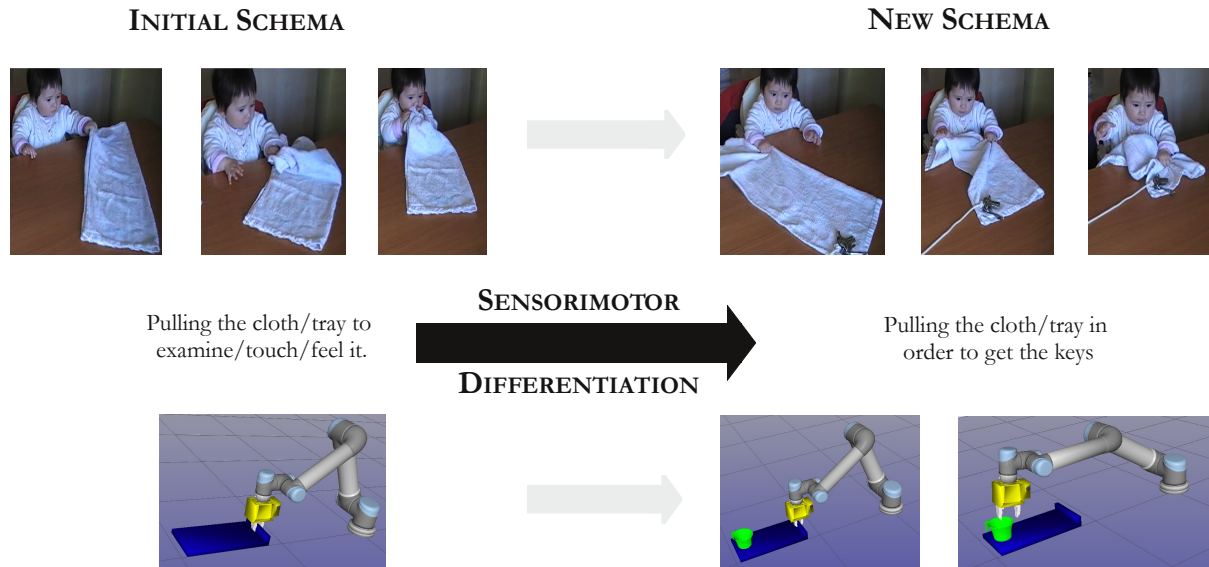 INITIAL SCHEMA
NEW SCHEMA
SENSORIMOTOR
Pulling the cloth/tray to
examine/touch/feel it.
Pulling the cloth/tray in
order to get the keys
DIFFERENTIATION